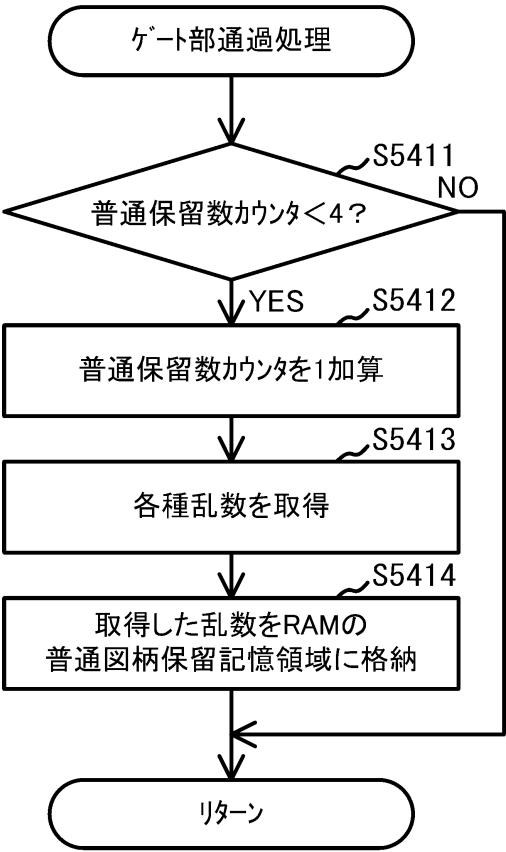 ｹﾞｰﾄ部通過処理
S5411
NO
普通保留数ｶｳﾝﾀ＜4？
YES
S5412
普通保留数ｶｳﾝﾀを1加算
S5413
各種乱数を取得
S5414
取得した乱数をRAMの
普通図柄保留記憶領域に格納
ﾘﾀｰﾝ